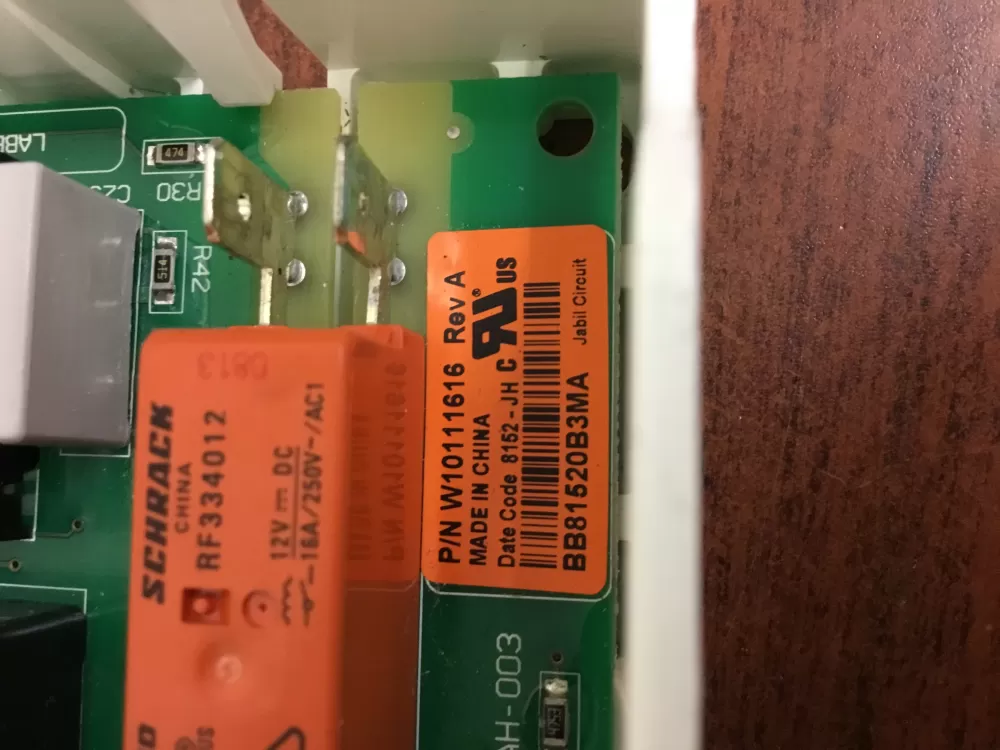 P/N W10111616 Rev A
MADE IN CHINA
Date Code 8152-JH
C US
BB81520B3MA
Jabil Circuit
SCHRACK
CHINA
RF334012
12V DC
16A/250V~/AC1
0813
474
R30
514
R42
AH-003